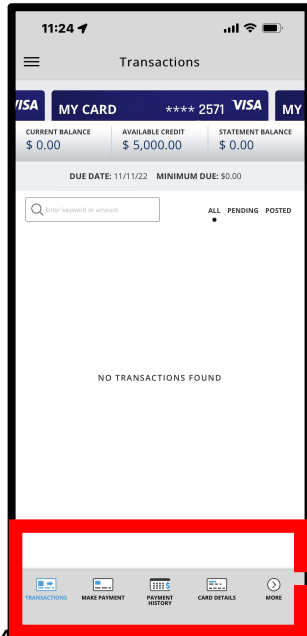 11:24
Transactions
VISA MY CARD **** 2571 VISA MY
CURRENT BALANCE AVAILABLE CREDIT STATEMENT BALANCE
$ 0.00 $ 5,000.00 $ 0.00
DUE DATE: 11/11/22 MINIMUM DUE: $0.00
Enter keyword or amount ALL PENDING POSTED
NO TRANSACTIONS FOUND
TRANSACTIONS MAKE PAYMENT PAYMENT CARD DETAILS MORE
HISTORY